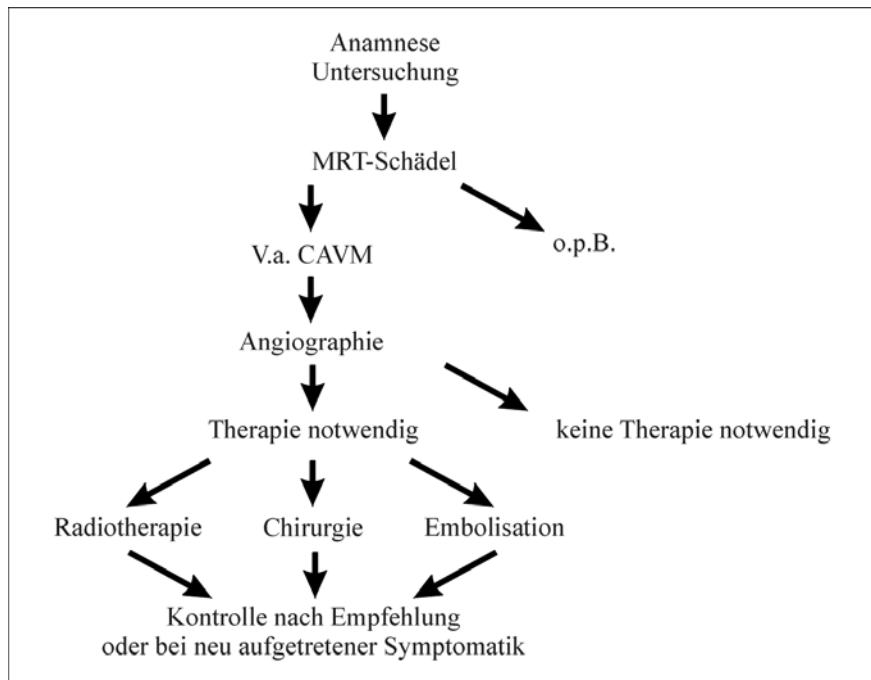 Anamnese
Untersuchung
MRT-Schädel
o.p.B.
V.a. CAVM
Angiographie
Therapie notwendig
keine Therapie notwendig
Radiotherapie
Chirurgie
Embolisation
Kontrolle nach Empfehlung
oder bei neu aufgetretener Symptomatik